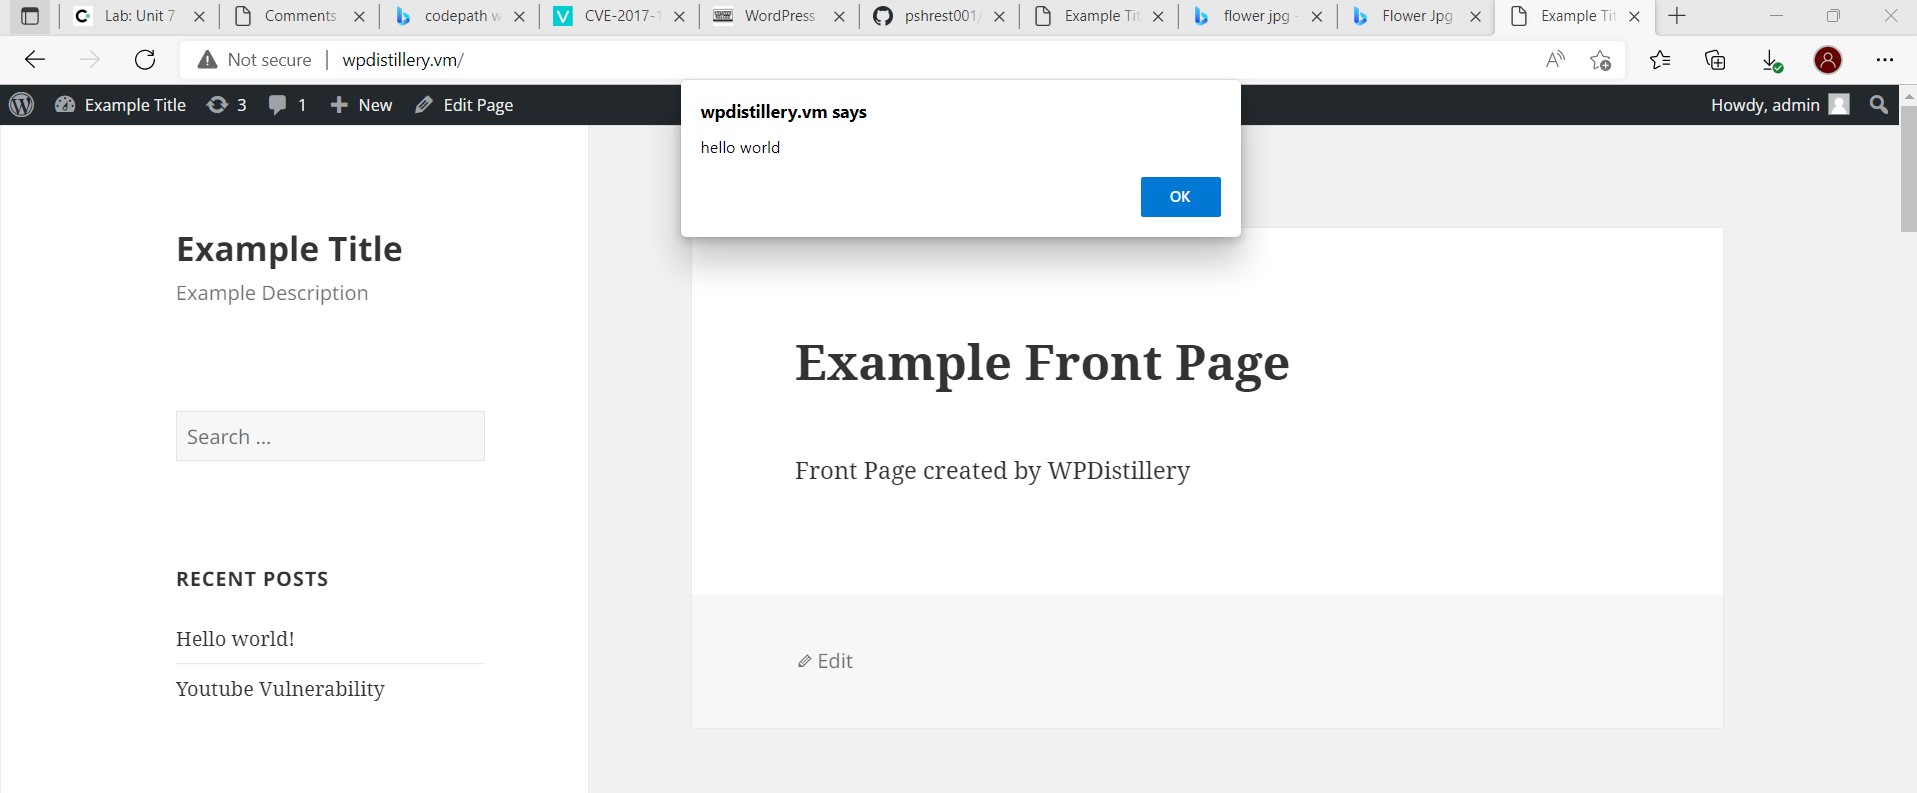 Lab: Unit 7
Comments
codepath w
CVE-2017-1
WordPress
pshrest001/
Example Tit
flower jpg -
Flower Jpg
Example Tit
Not secure | wpdistillery.vm/
Example Title 3 1 New Edit Page
Howdy, admin
wpdistillery.vm says
hello world
OK
Example Title
Example Description
Search ...
RECENT POSTS
Hello world!
Youtube Vulnerability
Example Front Page
Front Page created by WPDistillery
Edit